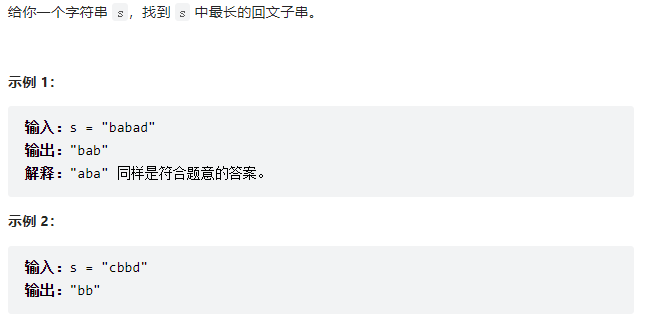 给你一个字符串 s，找到 s 中最长的回文子串。
示例 1：
输入：s = "babad"
输出："bab"
解释："aba" 同样是符合题意的答案。
示例 2：
输入：s = "cbbd"
输出："bb"